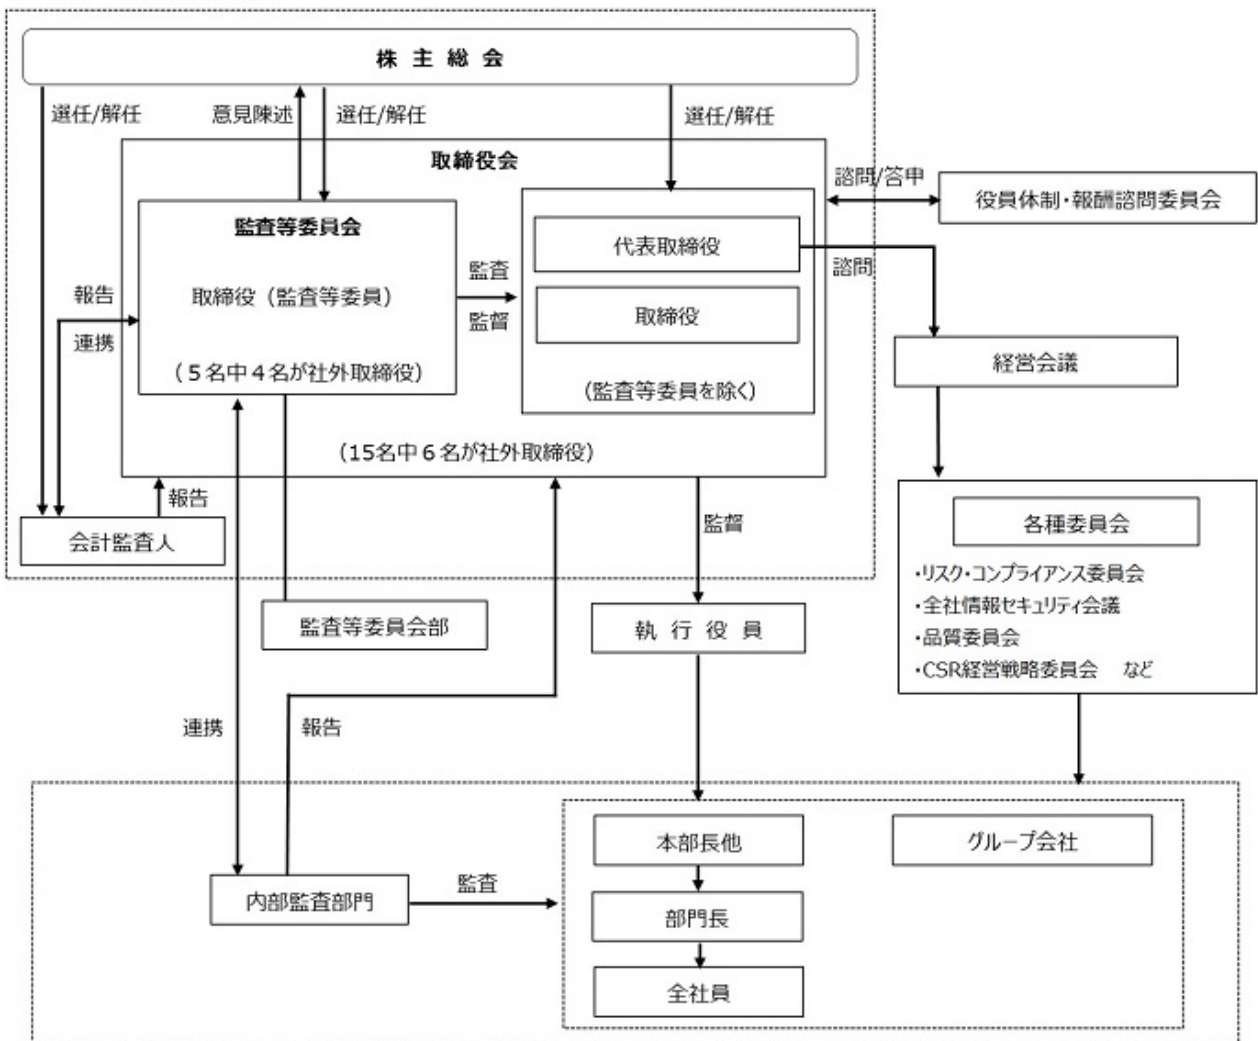 株 主 総 会
選任/解任
意見陳述
選任/解任
選任/解任
取締役会
監査等委員会
取締役（監査等委員）
（５名中４名が社外取締役）
監査
監督
代表取締役
取締役
（監査等委員を除く）
（15名中６名が社外取締役）
諮問/答申
役員体制・報酬諮問委員会
諮問
経営会議
報告
連携
報告
会計監査人
監査等委員会部
監督
執 行 役 員
各種委員会
・リスク・コンプライアンス委員会
・全社情報セキュリティ会議
・品質委員会
・CSR経営戦略委員会　など
連携
報告
内部監査部門
監査
本部長他
グループ会社
部門長
全社員